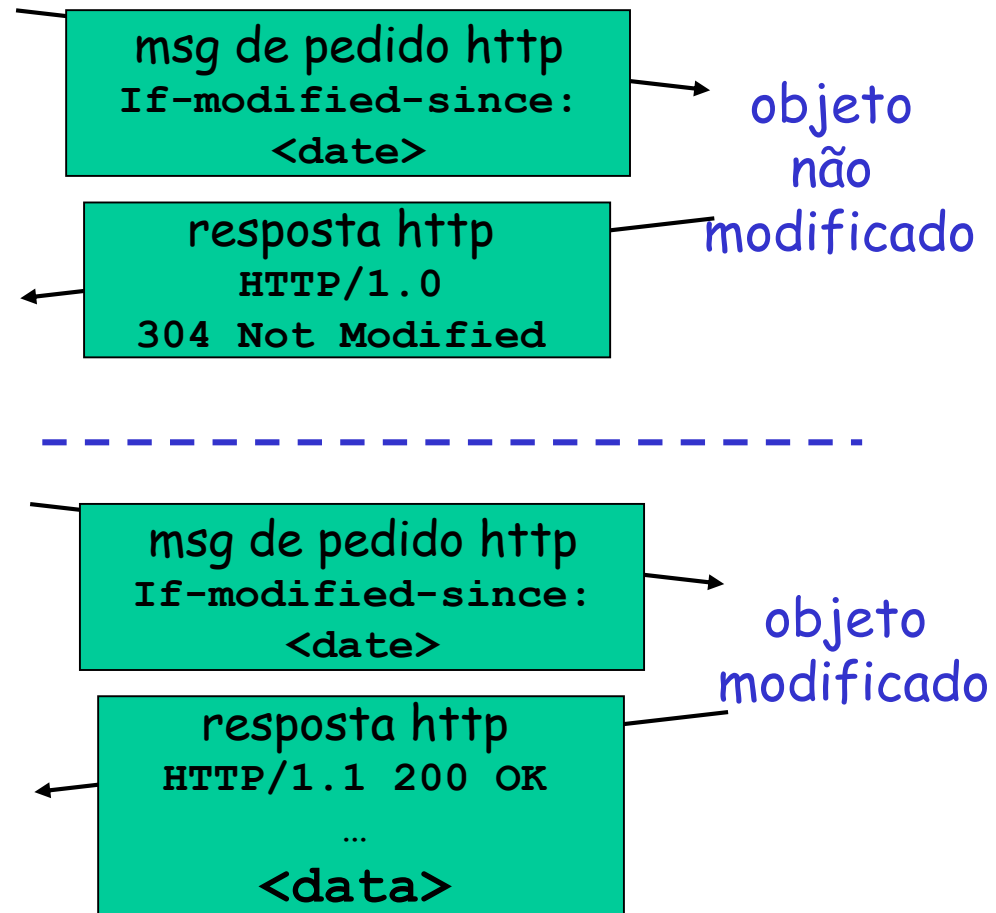 msg de pedido http
If-modified-since:
<date>
objeto
não
modificado
resposta http
HTTP/1.0
304 Not Modified
msg de pedido http
If-modified-since:
<date>
objeto
modificado
resposta http
HTTP/1.1 200 OK
…
<data>